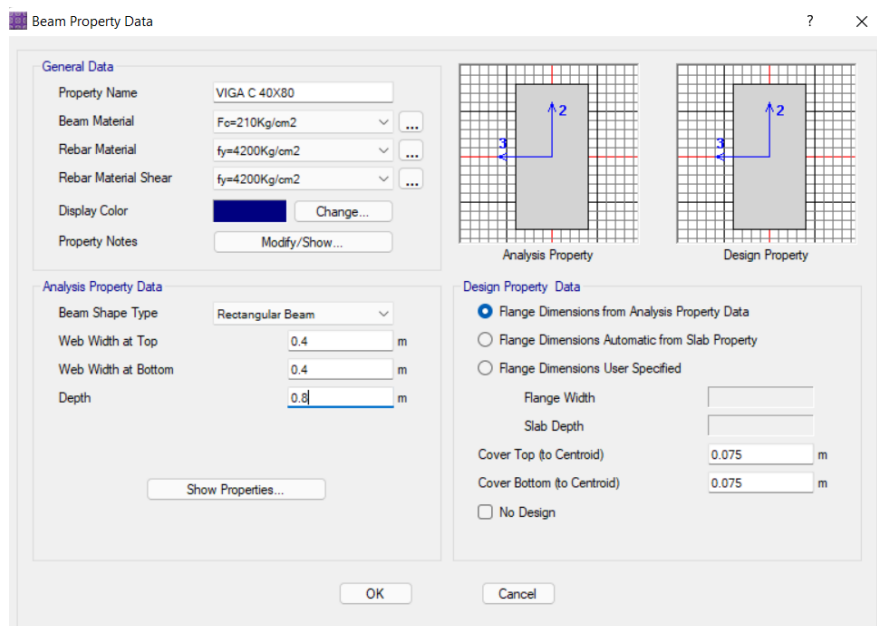 Beam Property Data
?
General Data
Property Name VIGA C 40X80
Beam Material Fc=210Kg/cm2 ...
Rebar Material fy=4200Kg/cm2 ...
Rebar Material Shear fy=4200Kg/cm2 ...
Display Color Change...
Property Notes Modify/Show...
2
3
Analysis Property
2
3
Design Property
Analysis Property Data
Beam Shape Type Rectangular Beam
Web Width at Top 0.4 m
Web Width at Bottom 0.4 m
Depth 0.8 m
Show Properties...
Design Property Data
Flange Dimensions from Analysis Property Data
Flange Dimensions Automatic from Slab Property
Flange Dimensions User Specified
Flange Width
Slab Depth
Cover Top (to Centroid) 0.075 m
Cover Bottom (to Centroid) 0.075 m
No Design
OK Cancel